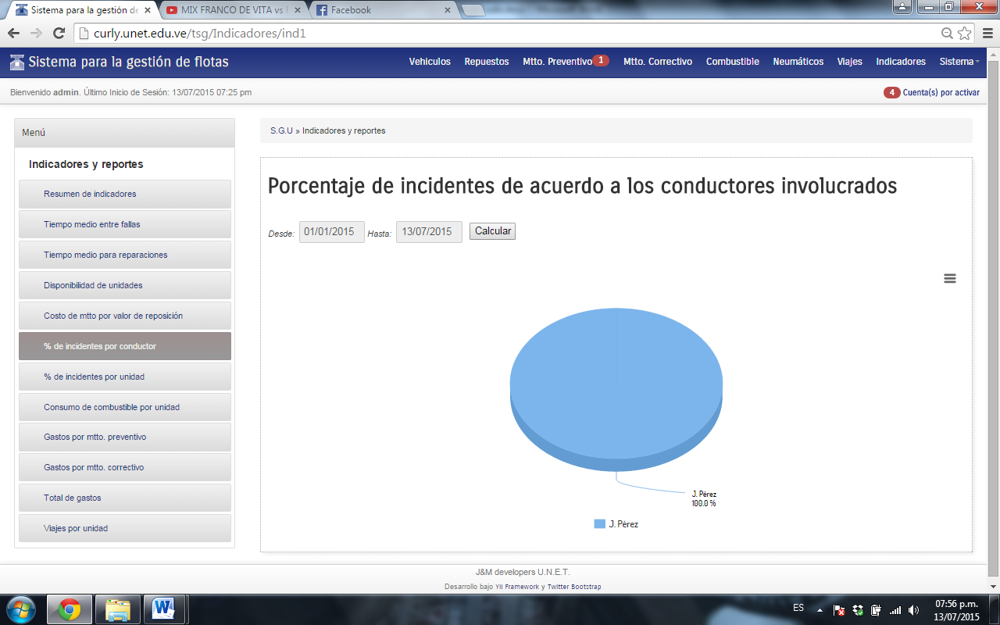 Sistema para la gestión de
MIX FRANCO DE VITA vs
Facebook
curly.unet.edu.ve/tsg/Indicadores/ind1
Sistema para la gestión de flotas
Vehiculos Repuestos Mtto. Preventivo 1 Mtto. Correctivo Combustible Neumáticos Viajes Indicadores Sistema
Bienvenido admin. Último Inicio de Sesión: 13/07/2015 07:25 pm
4 Cuenta(s) por activar
Menú
Indicadores y reportes
Resumen de indicadores
Tiempo medio entre fallas
Tiempo medio para reparaciones
Disponibilidad de unidades
Costo de mtto por valor de reposición
% de incidentes por conductor
% de incidentes por unidad
Consumo de combustible por unidad
Gastos por mtto. preventivo
Gastos por mtto. correctivo
Total de gastos
Viajes por unidad
S.G.U » Indicadores y reportes
Porcentaje de incidentes de acuerdo a los conductores involucrados
Desde: 01/01/2015 Hasta: 13/07/2015 Calcular
J. Pérez
100.0 %
J. Pérez
J&M developers U.N.E.T.
Desarrollo bajo Yii Framework y Twitter Bootstrap
ES
07:56 p.m.
13/07/2015